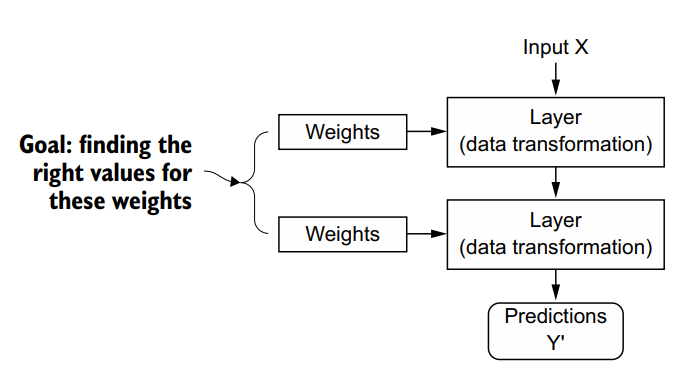 Input X
Goal: finding the
right values for
these weights
Weights
Layer
(data transformation)
Weights
Layer
(data transformation)
Predictions
Y'